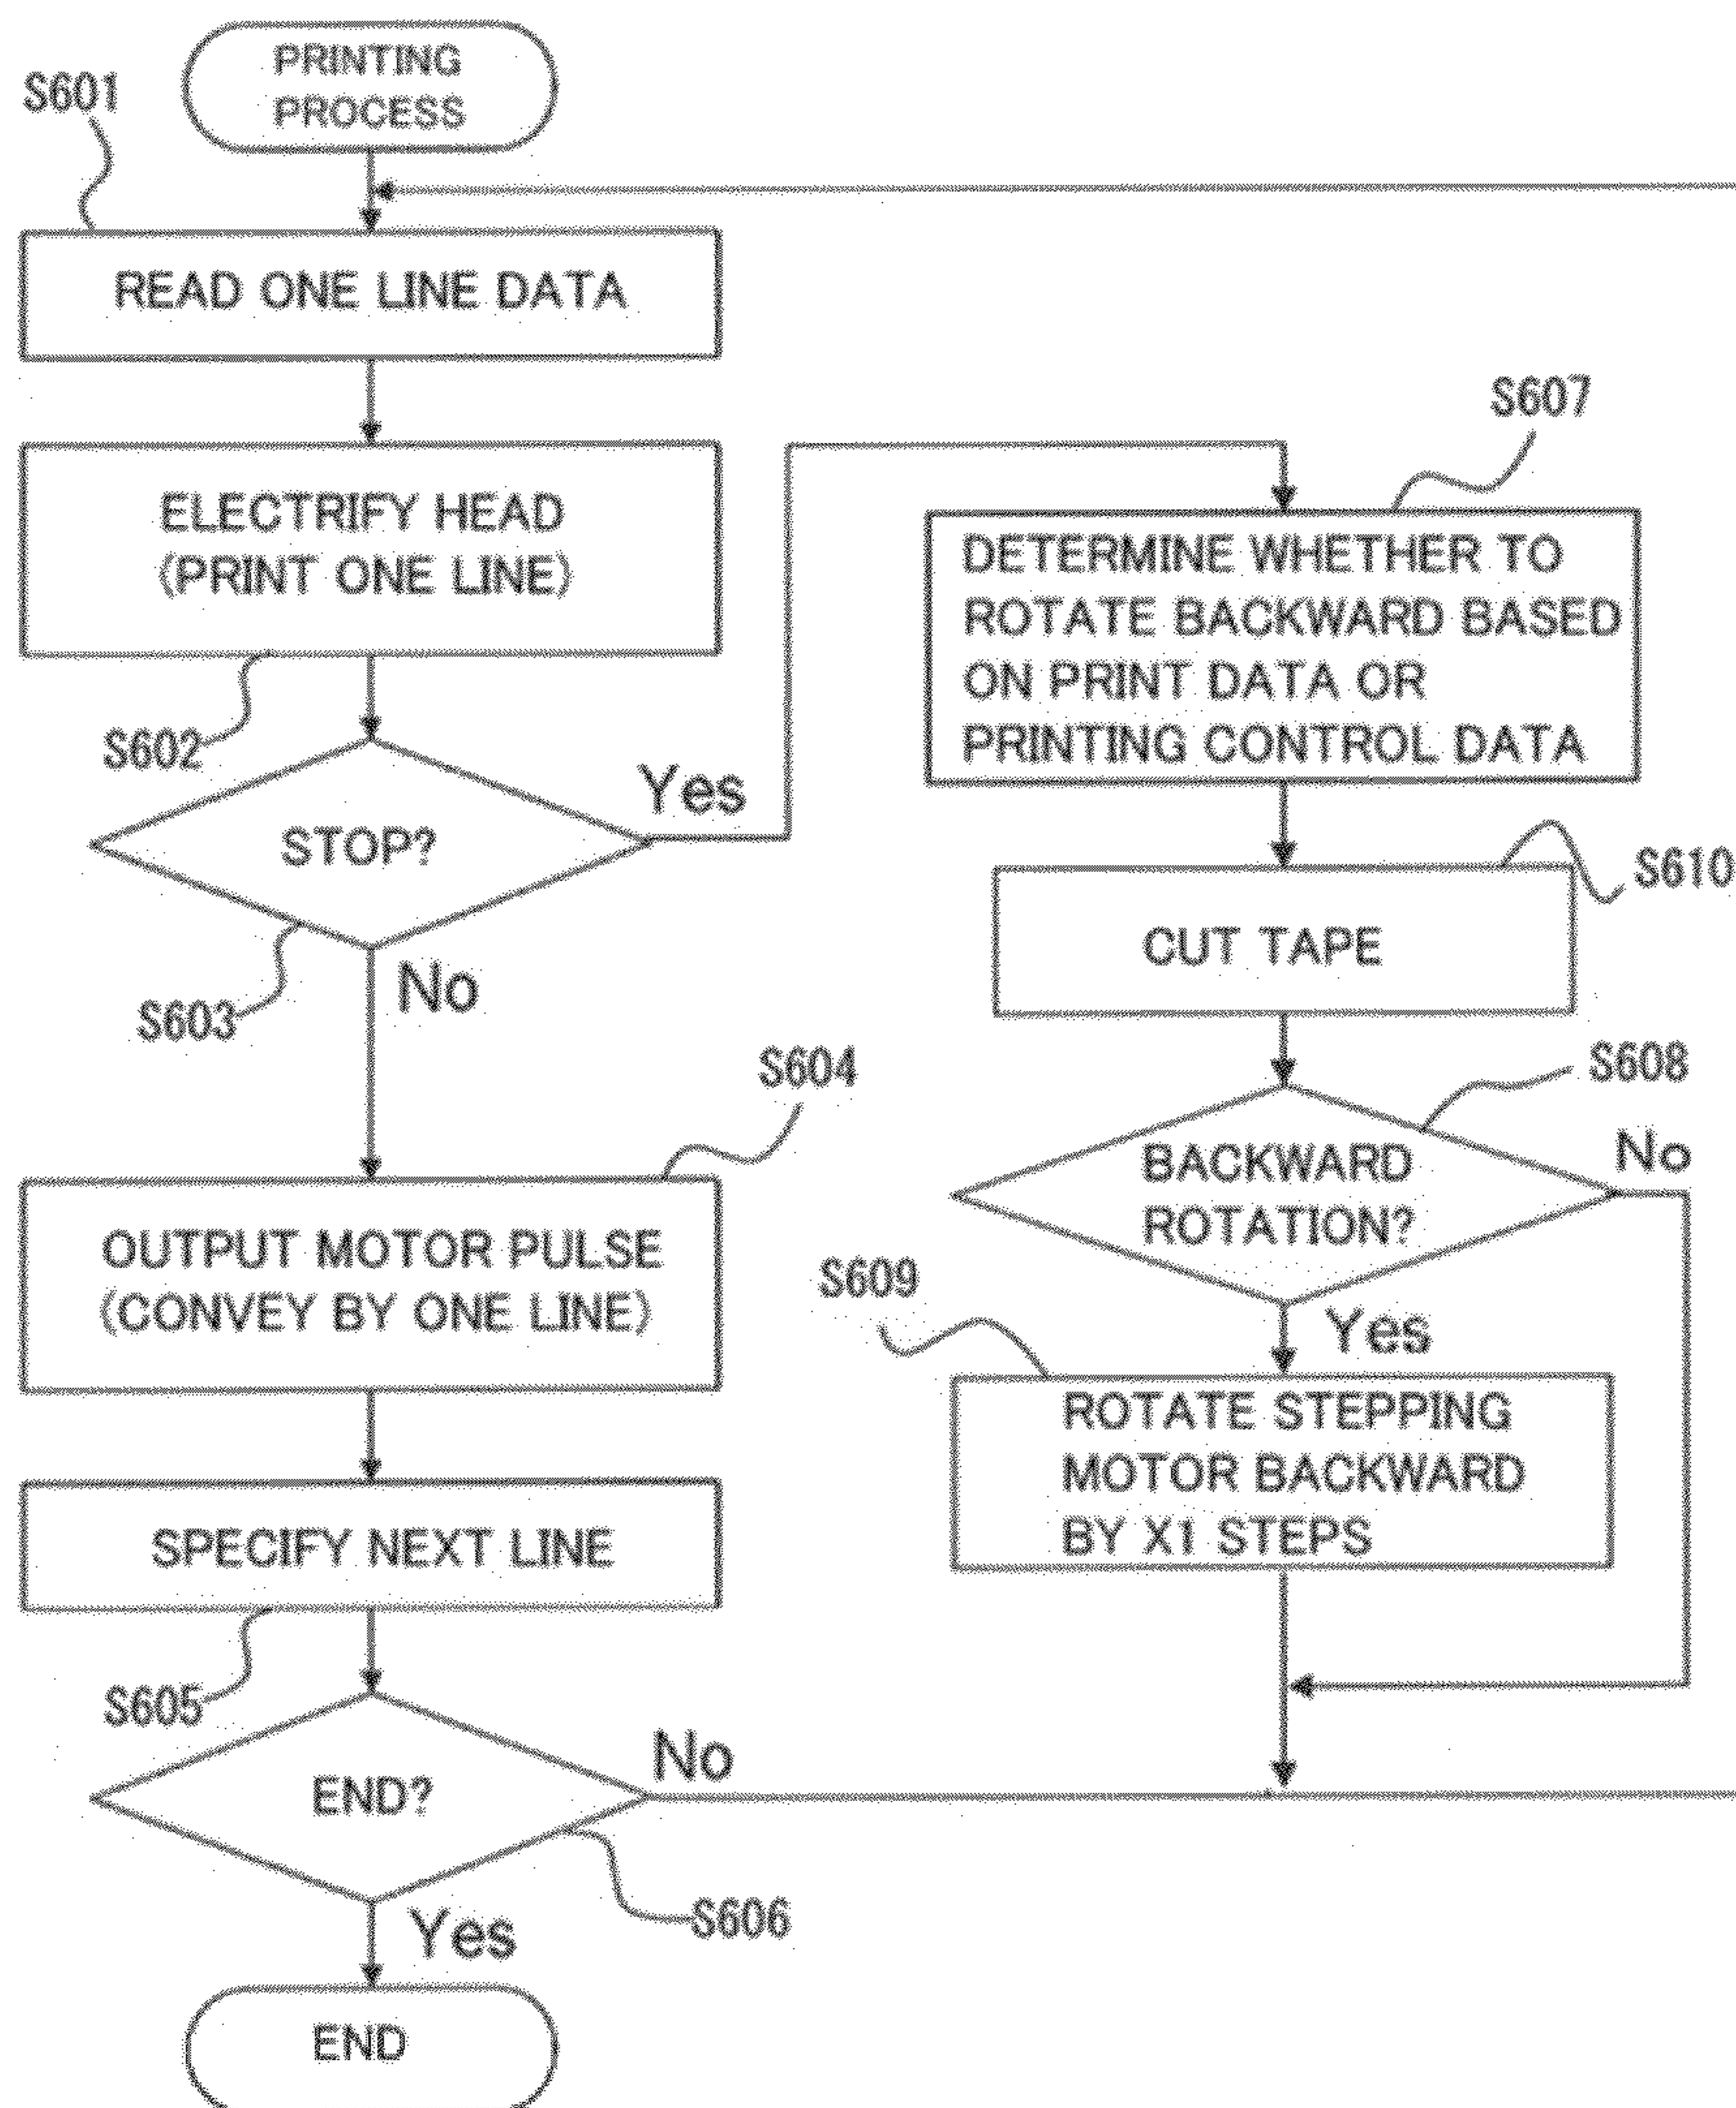 PRINTING
PROCESS
S601
READ ONE LINE DATA
ELECTRIFY HEAD
(PRINT ONE LINE)
S602
STOP?
Yes
No
S603
S604
OUTPUT MOTOR PULSE
(CONVEY BY ONE LINE)
SPECIFY NEXT LINE
S605
END?
No
S606
Yes
END
S607
DETERMINE WHETHER TO
ROTATE BACKWARD BASED
ON PRINT DATA OR
PRINTING CONTROL DATA
S610
CUT TAPE
S608
BACKWARD
ROTATION?
No
Yes
S609
ROTATE STEPPING
MOTOR BACKWARD
BY X1 STEPS